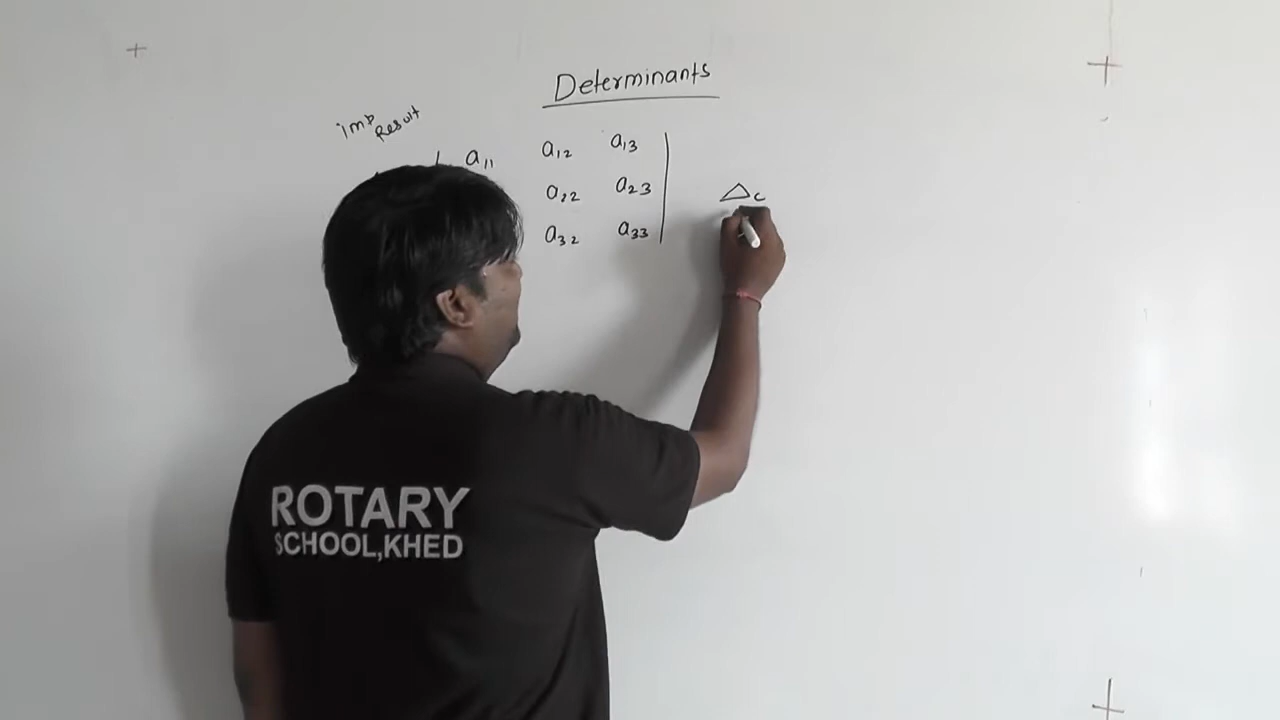 Determinants
imp Result
a11 a12 a13
a22 a23
a32 a33
△c
ROTARY
SCHOOL,KHED